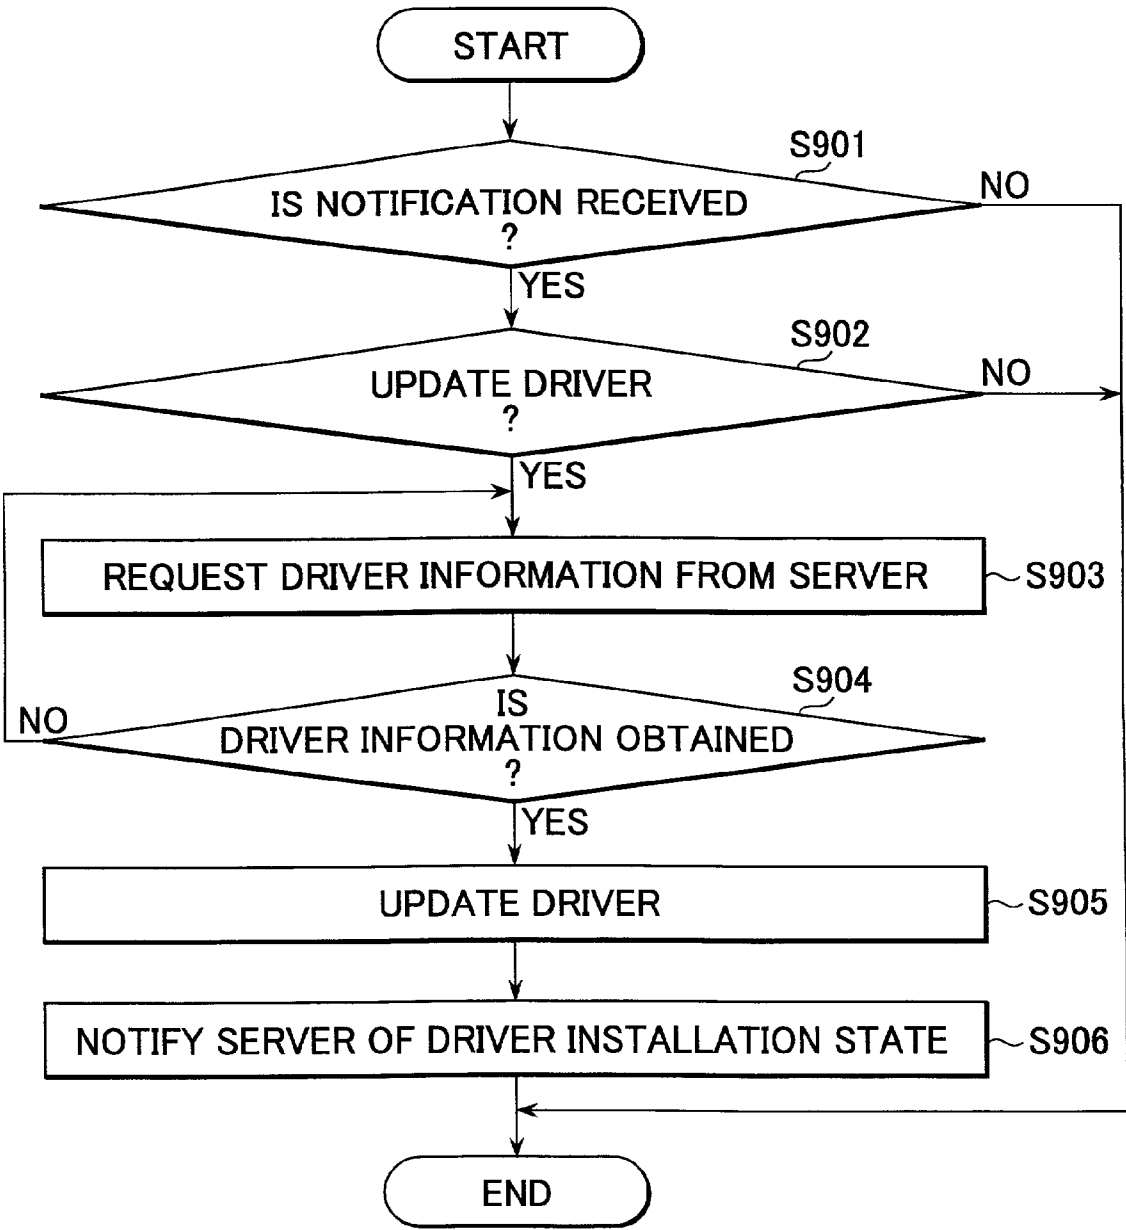 START
S901
IS NOTIFICATION RECEIVED
?
NO
YES
S902
UPDATE DRIVER
?
NO
YES
REQUEST DRIVER INFORMATION FROM SERVER
S903
S904
IS
DRIVER INFORMATION OBTAINED
?
NO
YES
UPDATE DRIVER
S905
NOTIFY SERVER OF DRIVER INSTALLATION STATE
S906
END